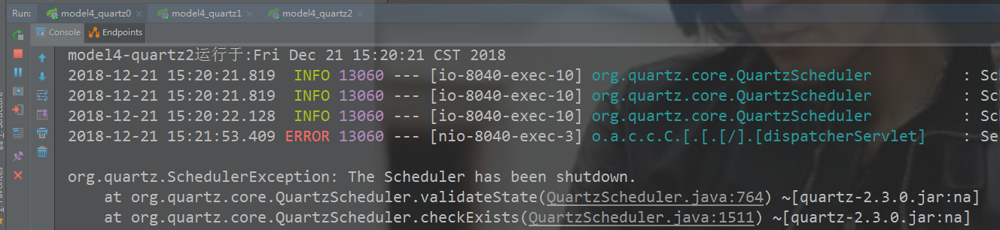 Run: model4_quartz0 model4_quartz1 model4_quartz2
Console Endpoints
model4-quartz2运行于:Fri Dec 21 15:20:21 CST 2018
2018-12-21 15:20:21.819 INFO 13060 --- [io-8040-exec-10] org.quartz.core.QuartzScheduler : Sch
2018-12-21 15:20:21.819 INFO 13060 --- [io-8040-exec-10] org.quartz.core.QuartzScheduler : Sch
2018-12-21 15:20:22.128 INFO 13060 --- [io-8040-exec-10] org.quartz.core.QuartzScheduler : Sch
2018-12-21 15:21:53.409 ERROR 13060 --- [nio-8040-exec-3] o.a.c.c.C.[.[.[/].[dispatcherServlet] : Se
org.quartz.SchedulerException: The Scheduler has been shutdown.
at org.quartz.core.QuartzScheduler.validateState(QuartzScheduler.java:764) ~[quartz-2.3.0.jar:na]
at org.quartz.core.QuartzScheduler.checkExists(QuartzScheduler.java:1511) ~[quartz-2.3.0.jar:na]